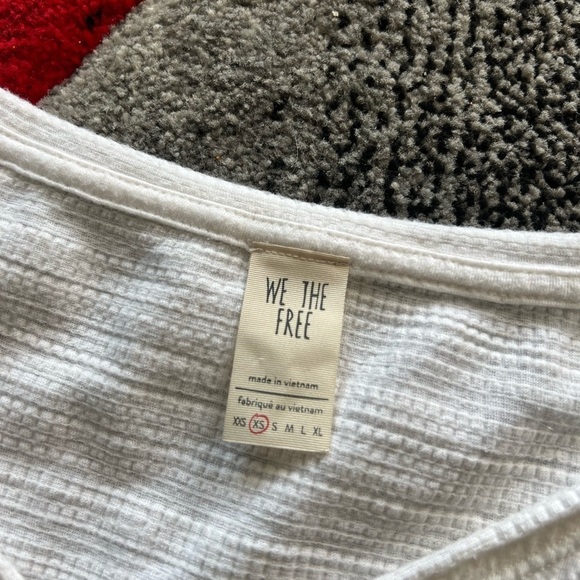 WE THE
FREE
made in vietnam
fabriqué au vietnam
XXS XS S M L XL